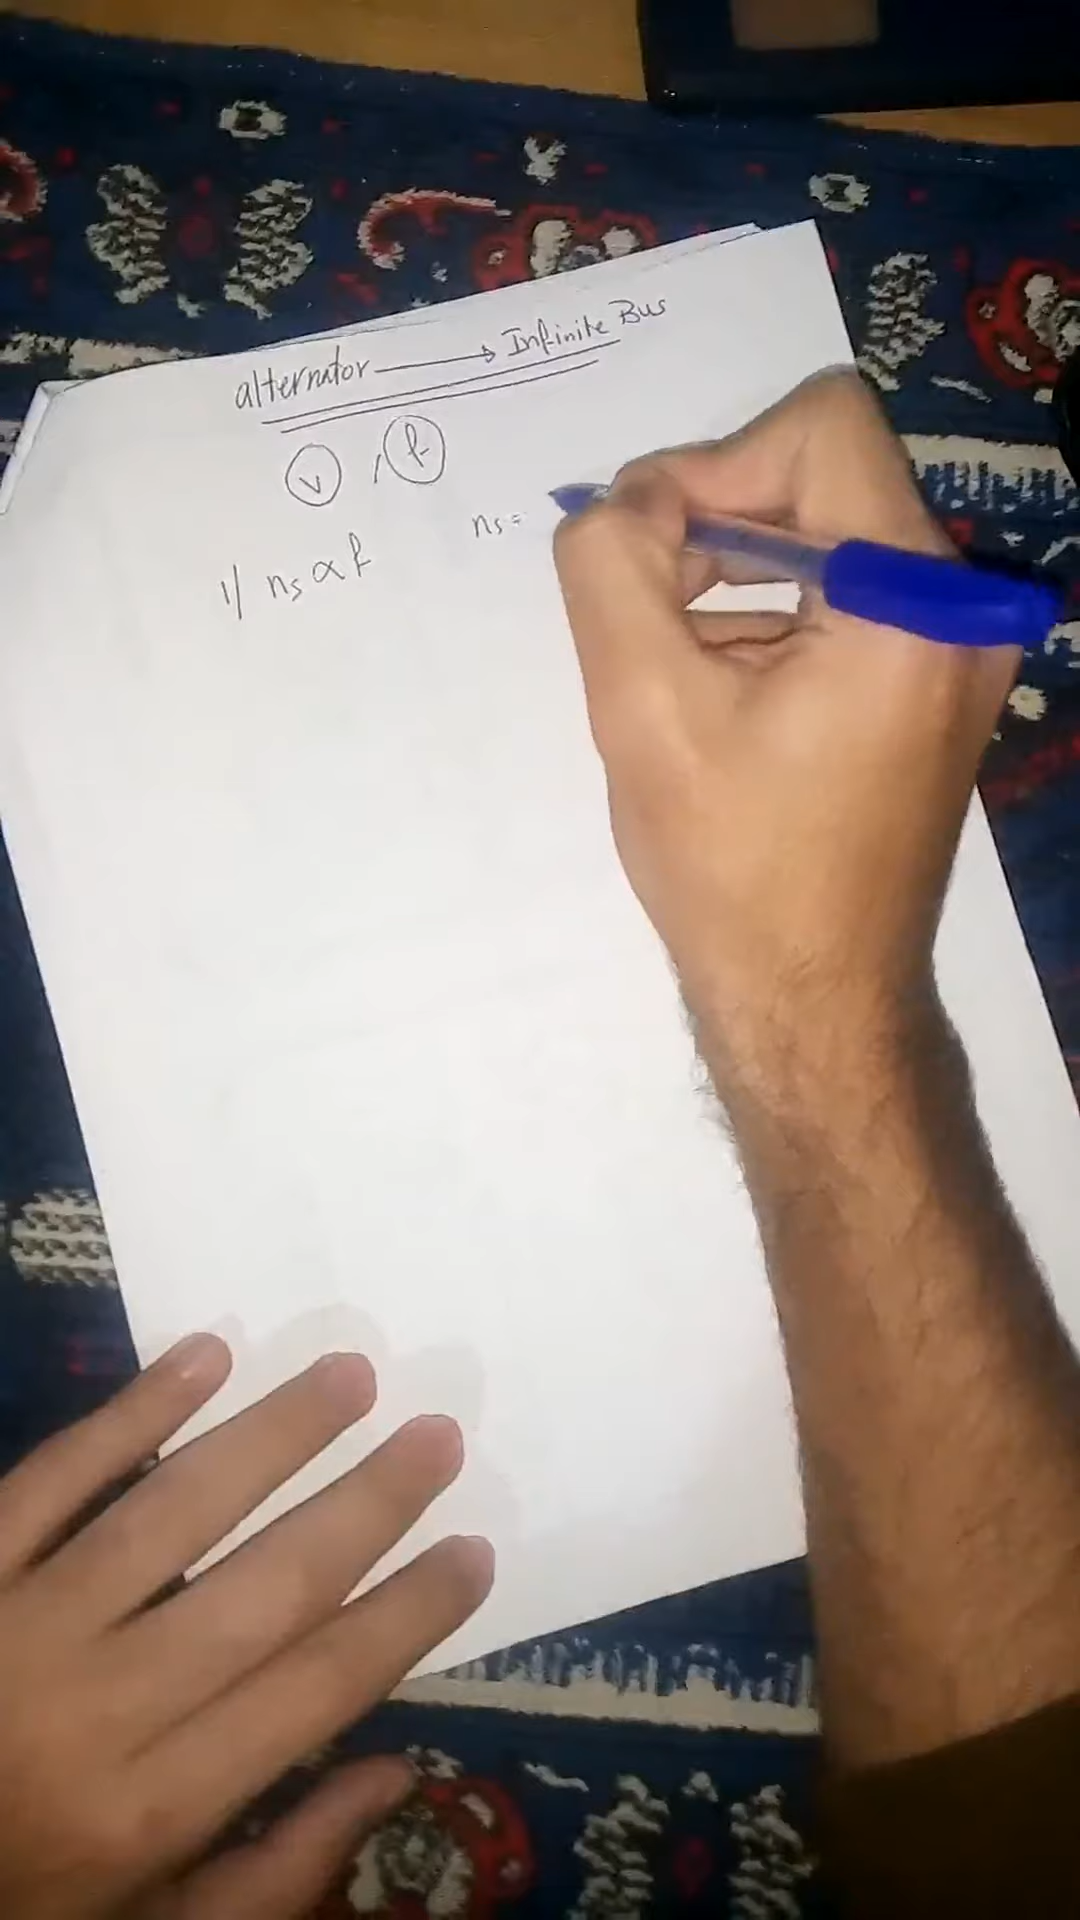 alternator → Infinite Bus
V , f
1/ ns ∝ f
ns =